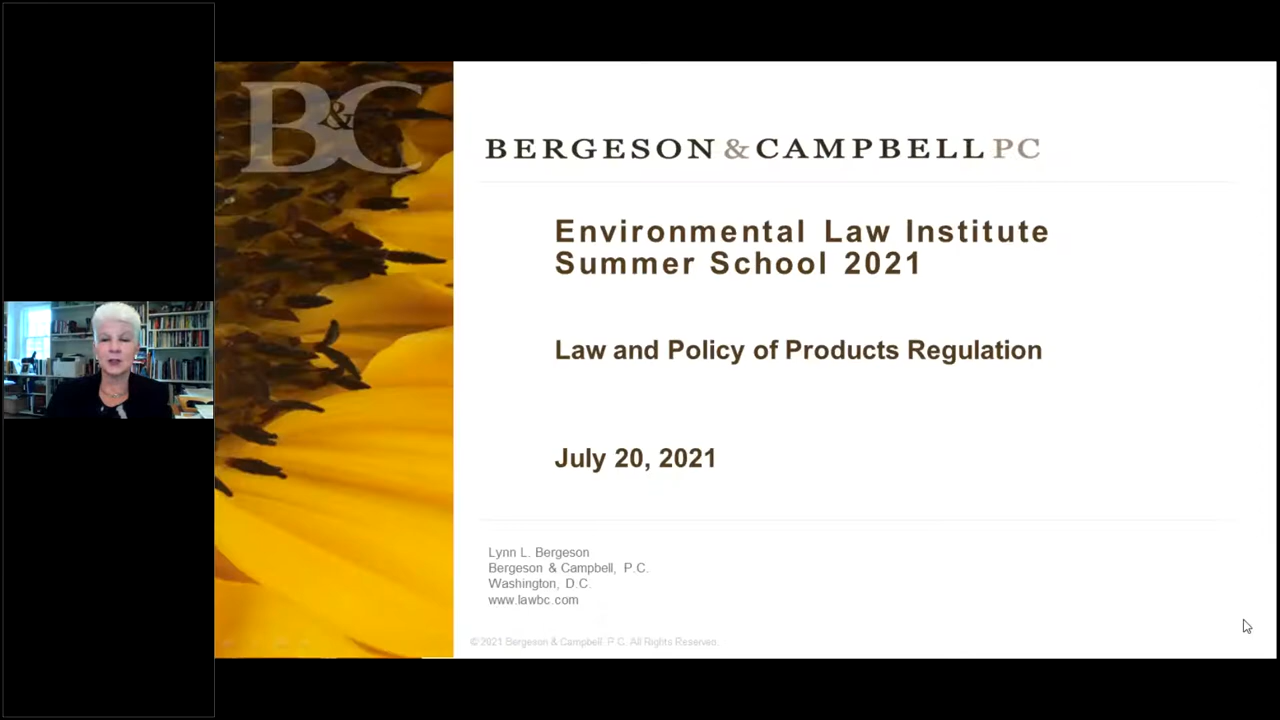 B&C
BERGESON & CAMPBELL PC
Environmental Law Institute
Summer School 2021
Law and Policy of Products Regulation
July 20, 2021
Lynn L. Bergeson
Bergeson & Campbell, P.C.
Washington, D.C.
www.lawbc.com
©2021 Bergeson & Campbell P.C. All Rights Reserved.